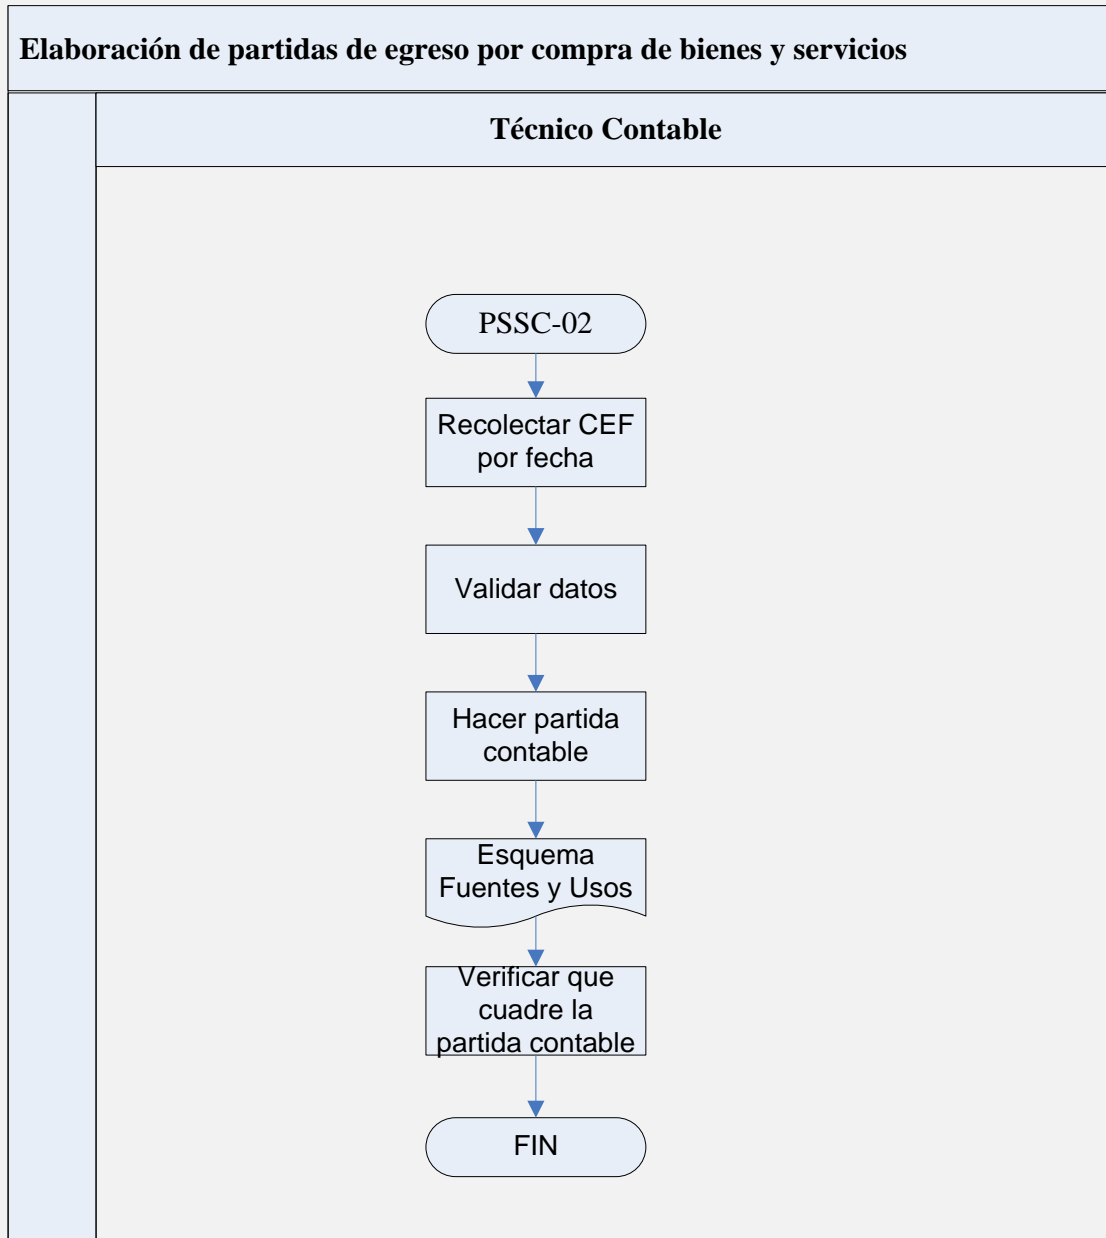 Elaboración de partidas de egreso por compra de bienes y servicios
Técnico Contable
PSSC-02
Recolectar CEF
por fecha
Validar datos
Hacer partida
contable
Esquema
Fuentes y Usos
Verificar que
cuadre la
partida contable
FIN